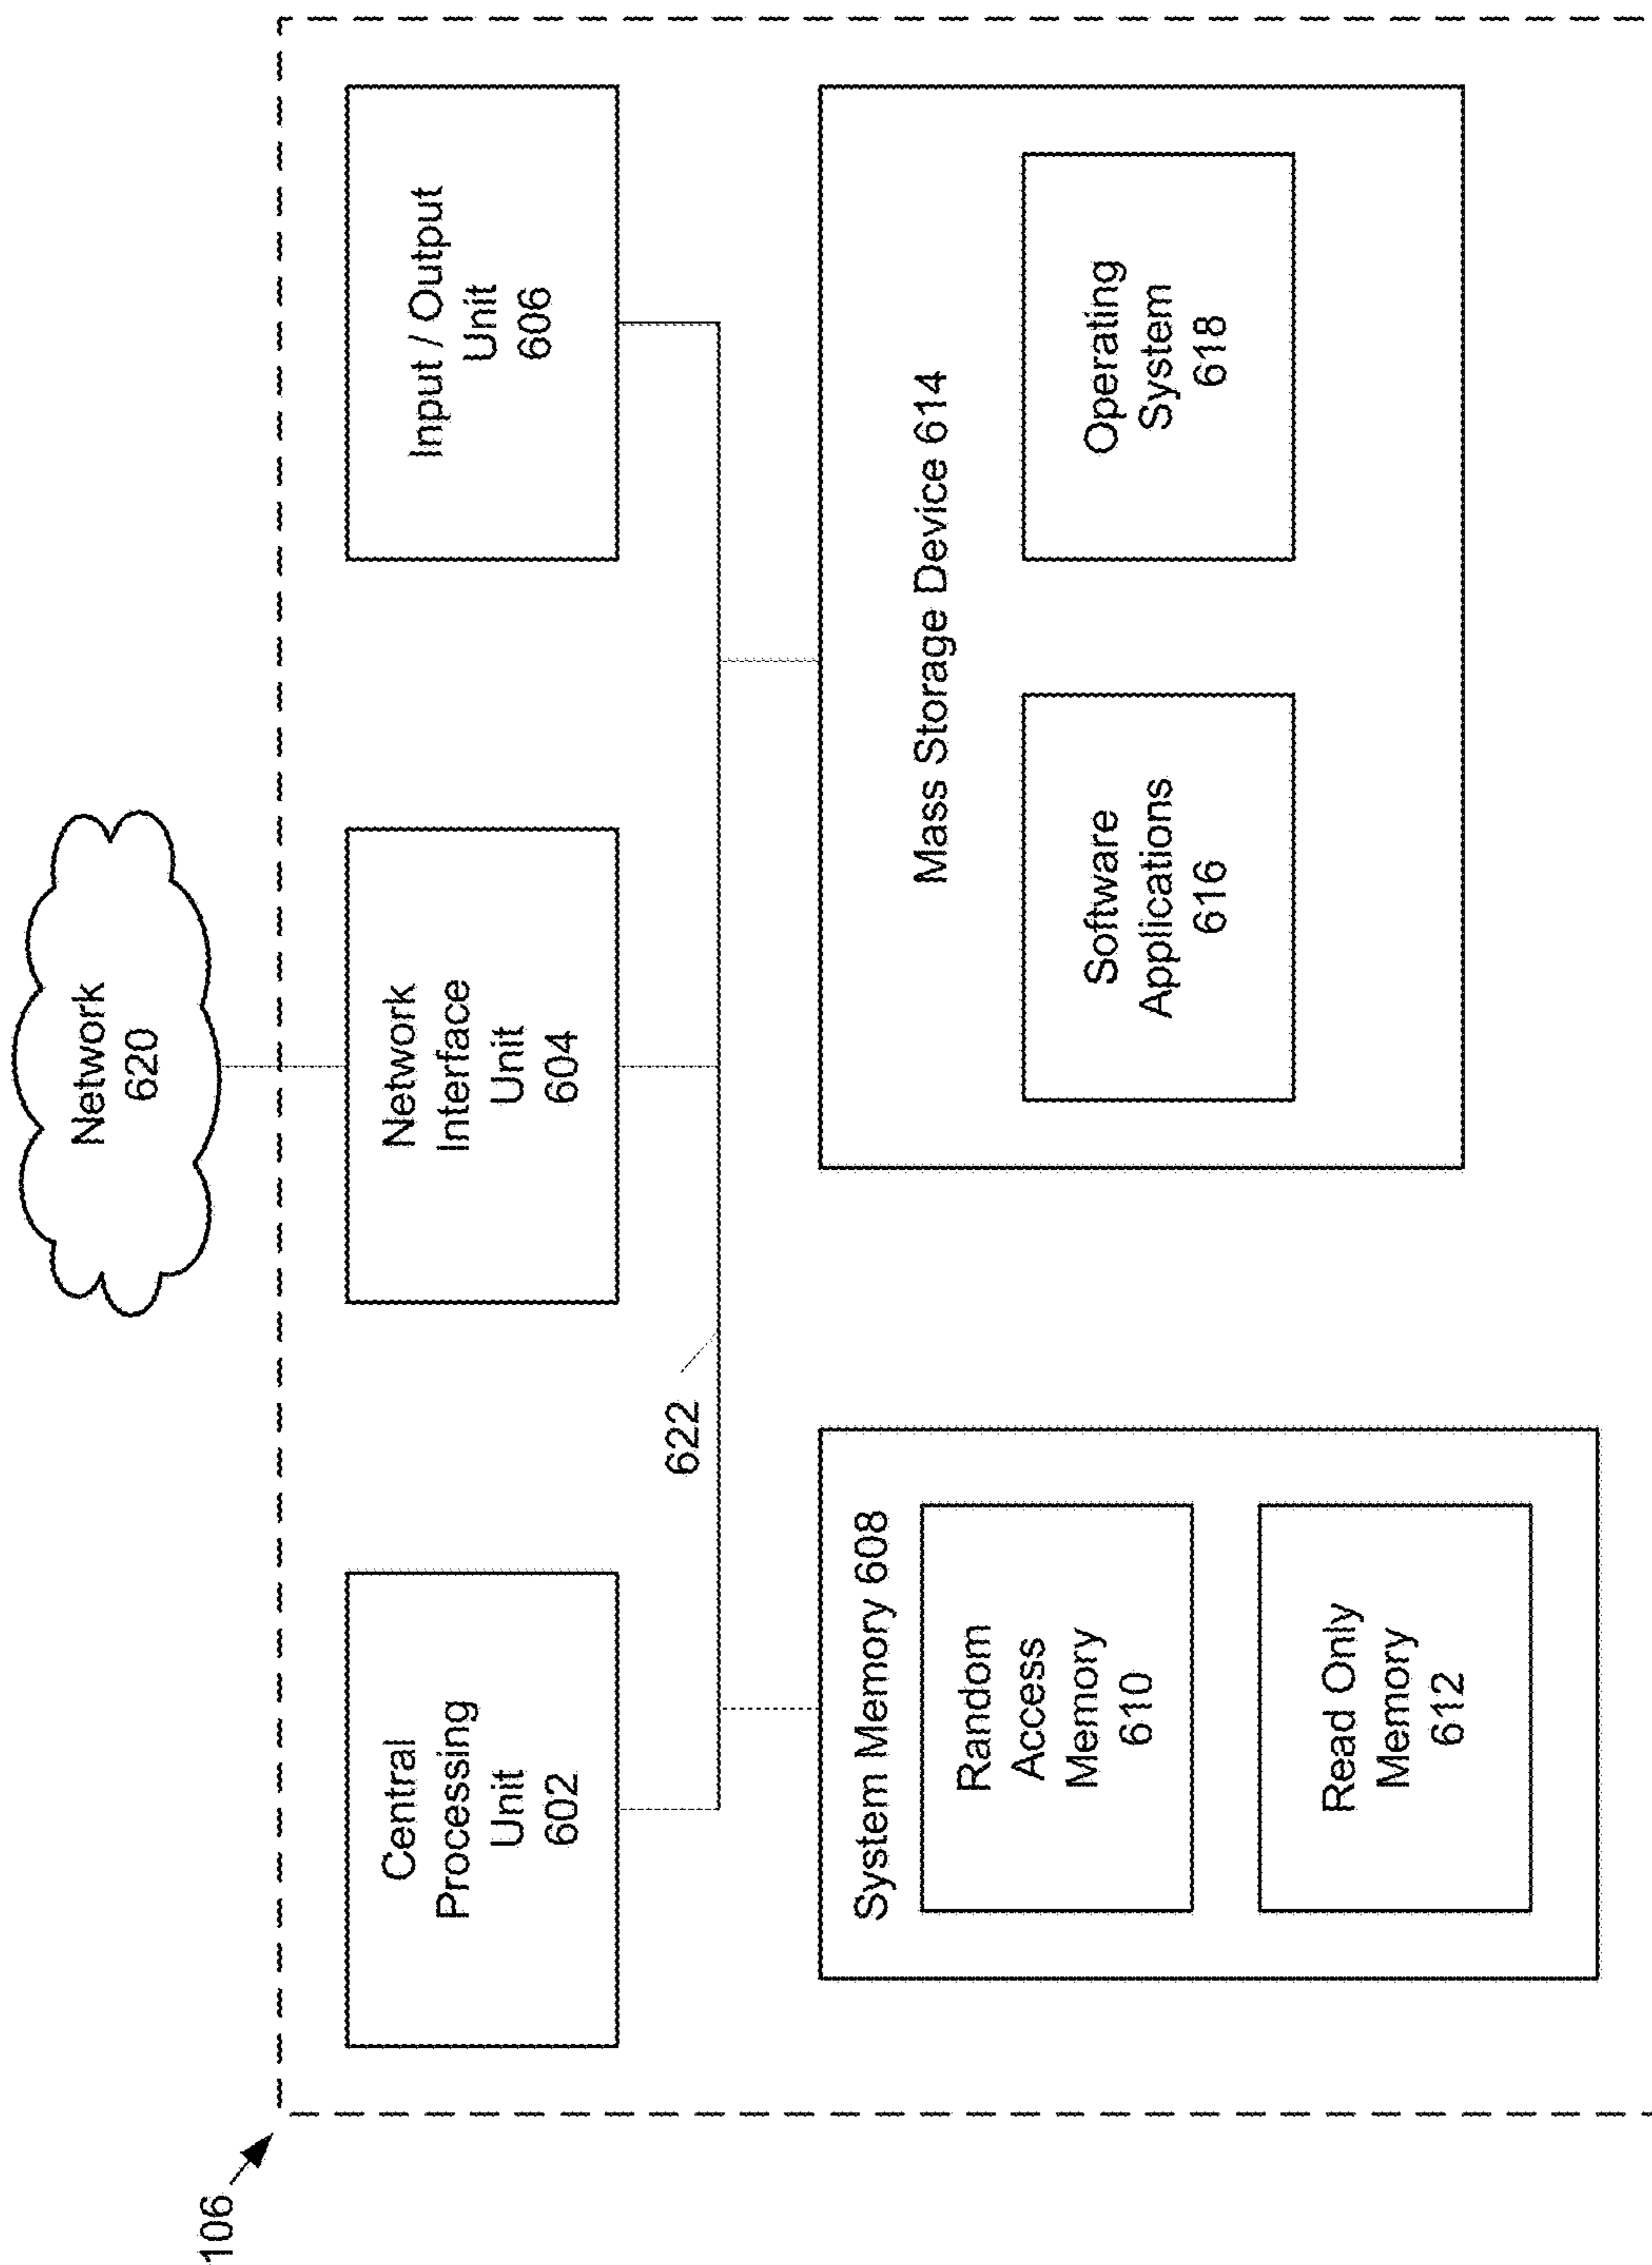 106
Network
620
Central
Processing
Unit
602
Network
Interface
Unit
604
Input / Output
Unit
606
622
System Memory 608
Random
Access
Memory
610
Read Only
Memory
612
Mass Storage Device 614
Software
Applications
616
Operating
System
618